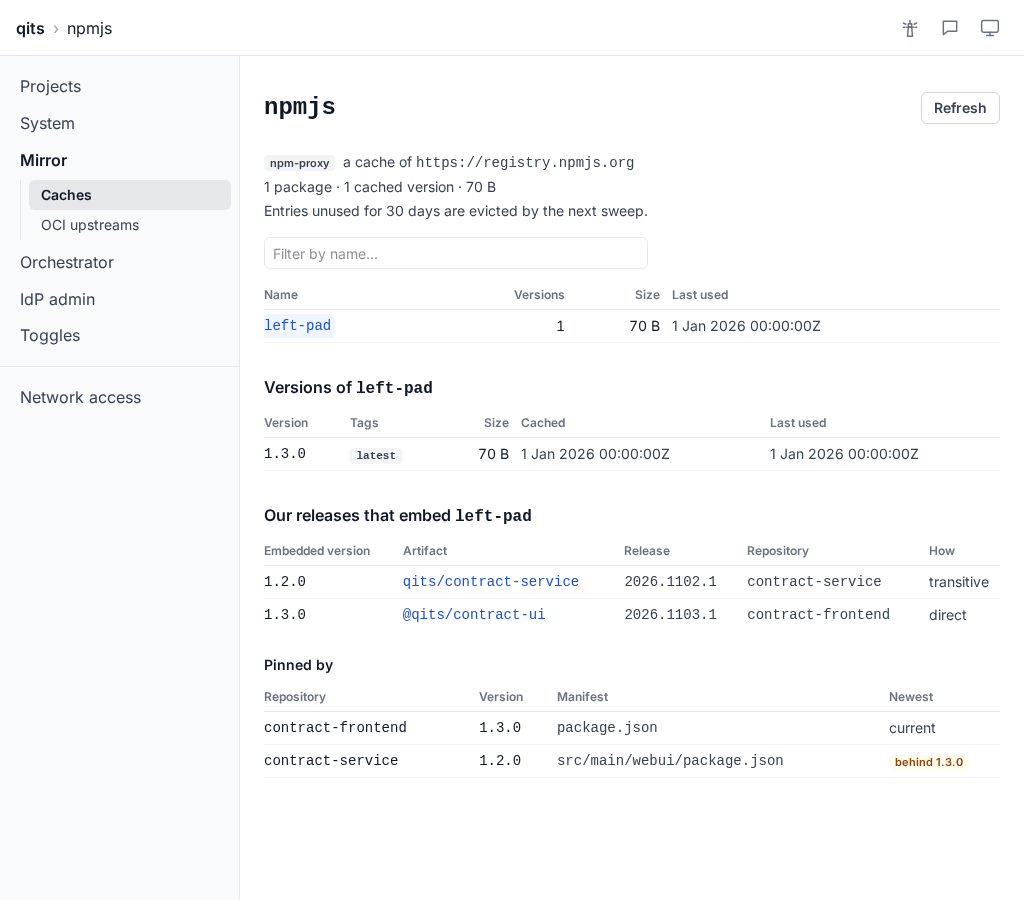 qits › npmjs
Projects
System
Mirror
Caches
OCI upstreams
Orchestrator
IdP admin
Toggles
Network access
npmjs
Refresh
npm-proxy a cache of https://registry.npmjs.org
1 package · 1 cached version · 70 B
Entries unused for 30 days are evicted by the next sweep.
Filter by name...
Name Versions Size Last used
left-pad 1 70 B 1 Jan 2026 00:00:00Z
Versions of left-pad
Version Tags Size Cached Last used
1.3.0 latest 70 B 1 Jan 2026 00:00:00Z 1 Jan 2026 00:00:00Z
Our releases that embed left-pad
Embedded version Artifact Release Repository How
1.2.0 qits/contract-service 2026.1102.1 contract-service transitive
1.3.0 @qits/contract-ui 2026.1103.1 contract-frontend direct
Pinned by
Repository Version Manifest Newest
contract-frontend 1.3.0 package.json current
contract-service 1.2.0 src/main/webui/package.json behind 1.3.0